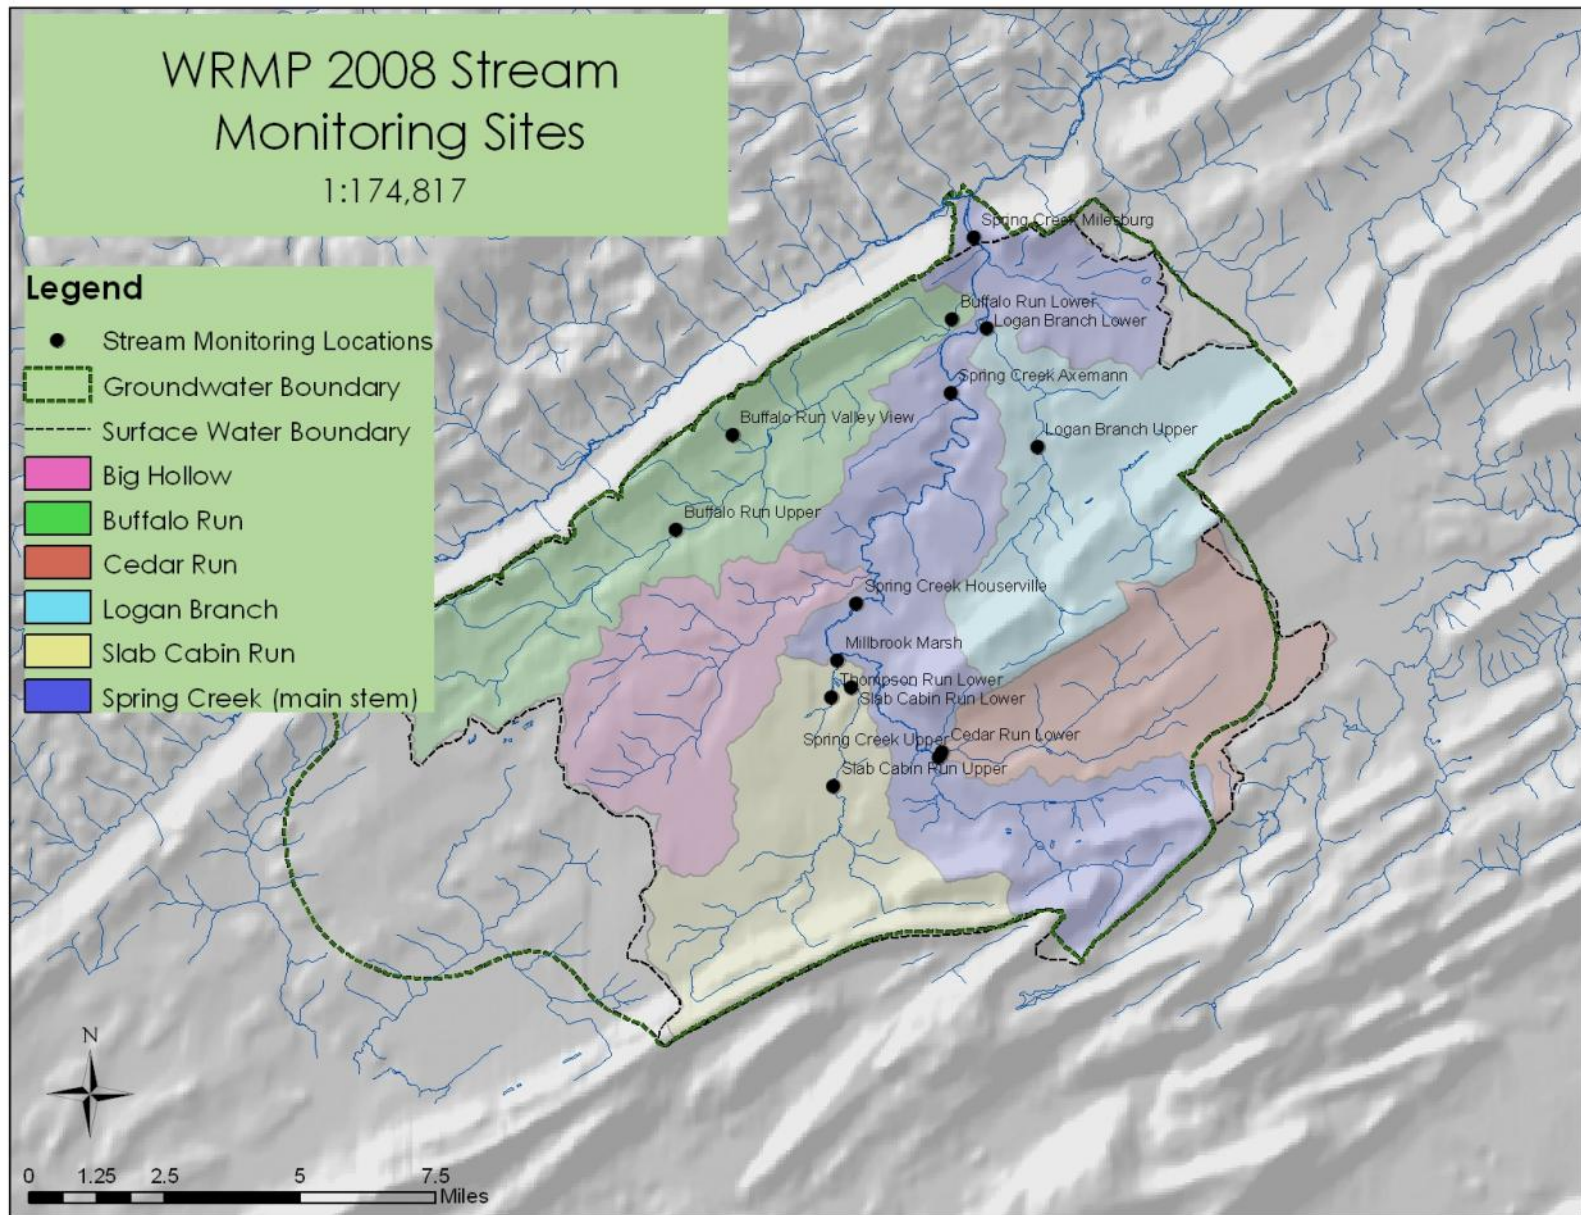 WRMP 2008 Stream
Monitoring Sites
1:174,817
Legend
Stream Monitoring Locations
Groundwater Boundary
Surface Water Boundary
Big Hollow
Buffalo Run
Cedar Run
Logan Branch
Slab Cabin Run
Spring Creek (main stem)
Spring Creek Milesburg
Buffalo Run Lower
Logan Branch Lower
Spring Creek Axemann
Buffalo Run Valley View
Logan Branch Upper
Buffalo Run Upper
Spring Creek Houserville
Millbrook Marsh
Thompson Run Lower
Slab Cabin Run Lower
Spring Creek Upper
Cedar Run Lower
Slab Cabin Run Upper
N
0 1.25 2.5 5 7.5
Miles